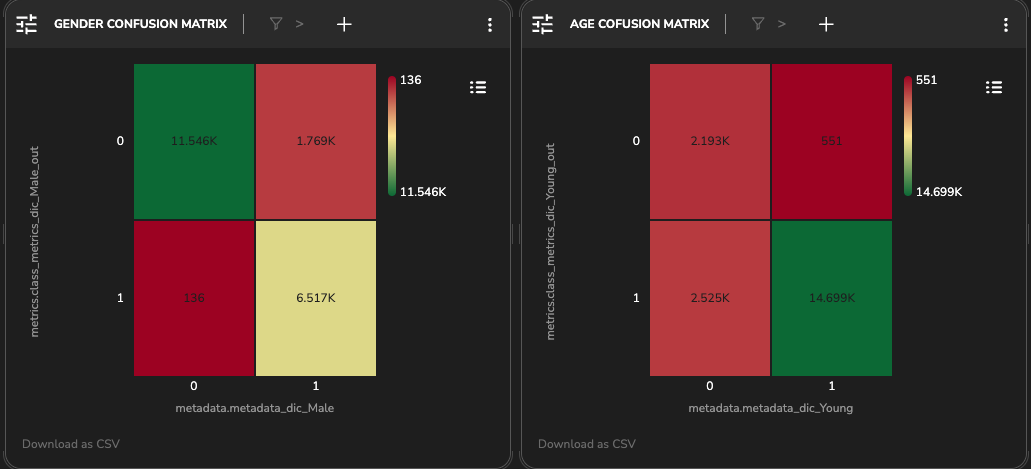 GENDER CONFUSION MATRIX
>
+
136
11.546K
0
11.546K
1.769K
1
136
6.517K
0
1
metrics.class_metrics_dic_Male_out
metadata.metadata_dic_Male
Download as CSV
AGE COFUSION MATRIX
>
+
551
14.699K
0
2.193K
551
1
2.525K
14.699K
0
1
metrics.class_metrics_dic_Young_out
metadata.metadata_dic_Young
Download as CSV